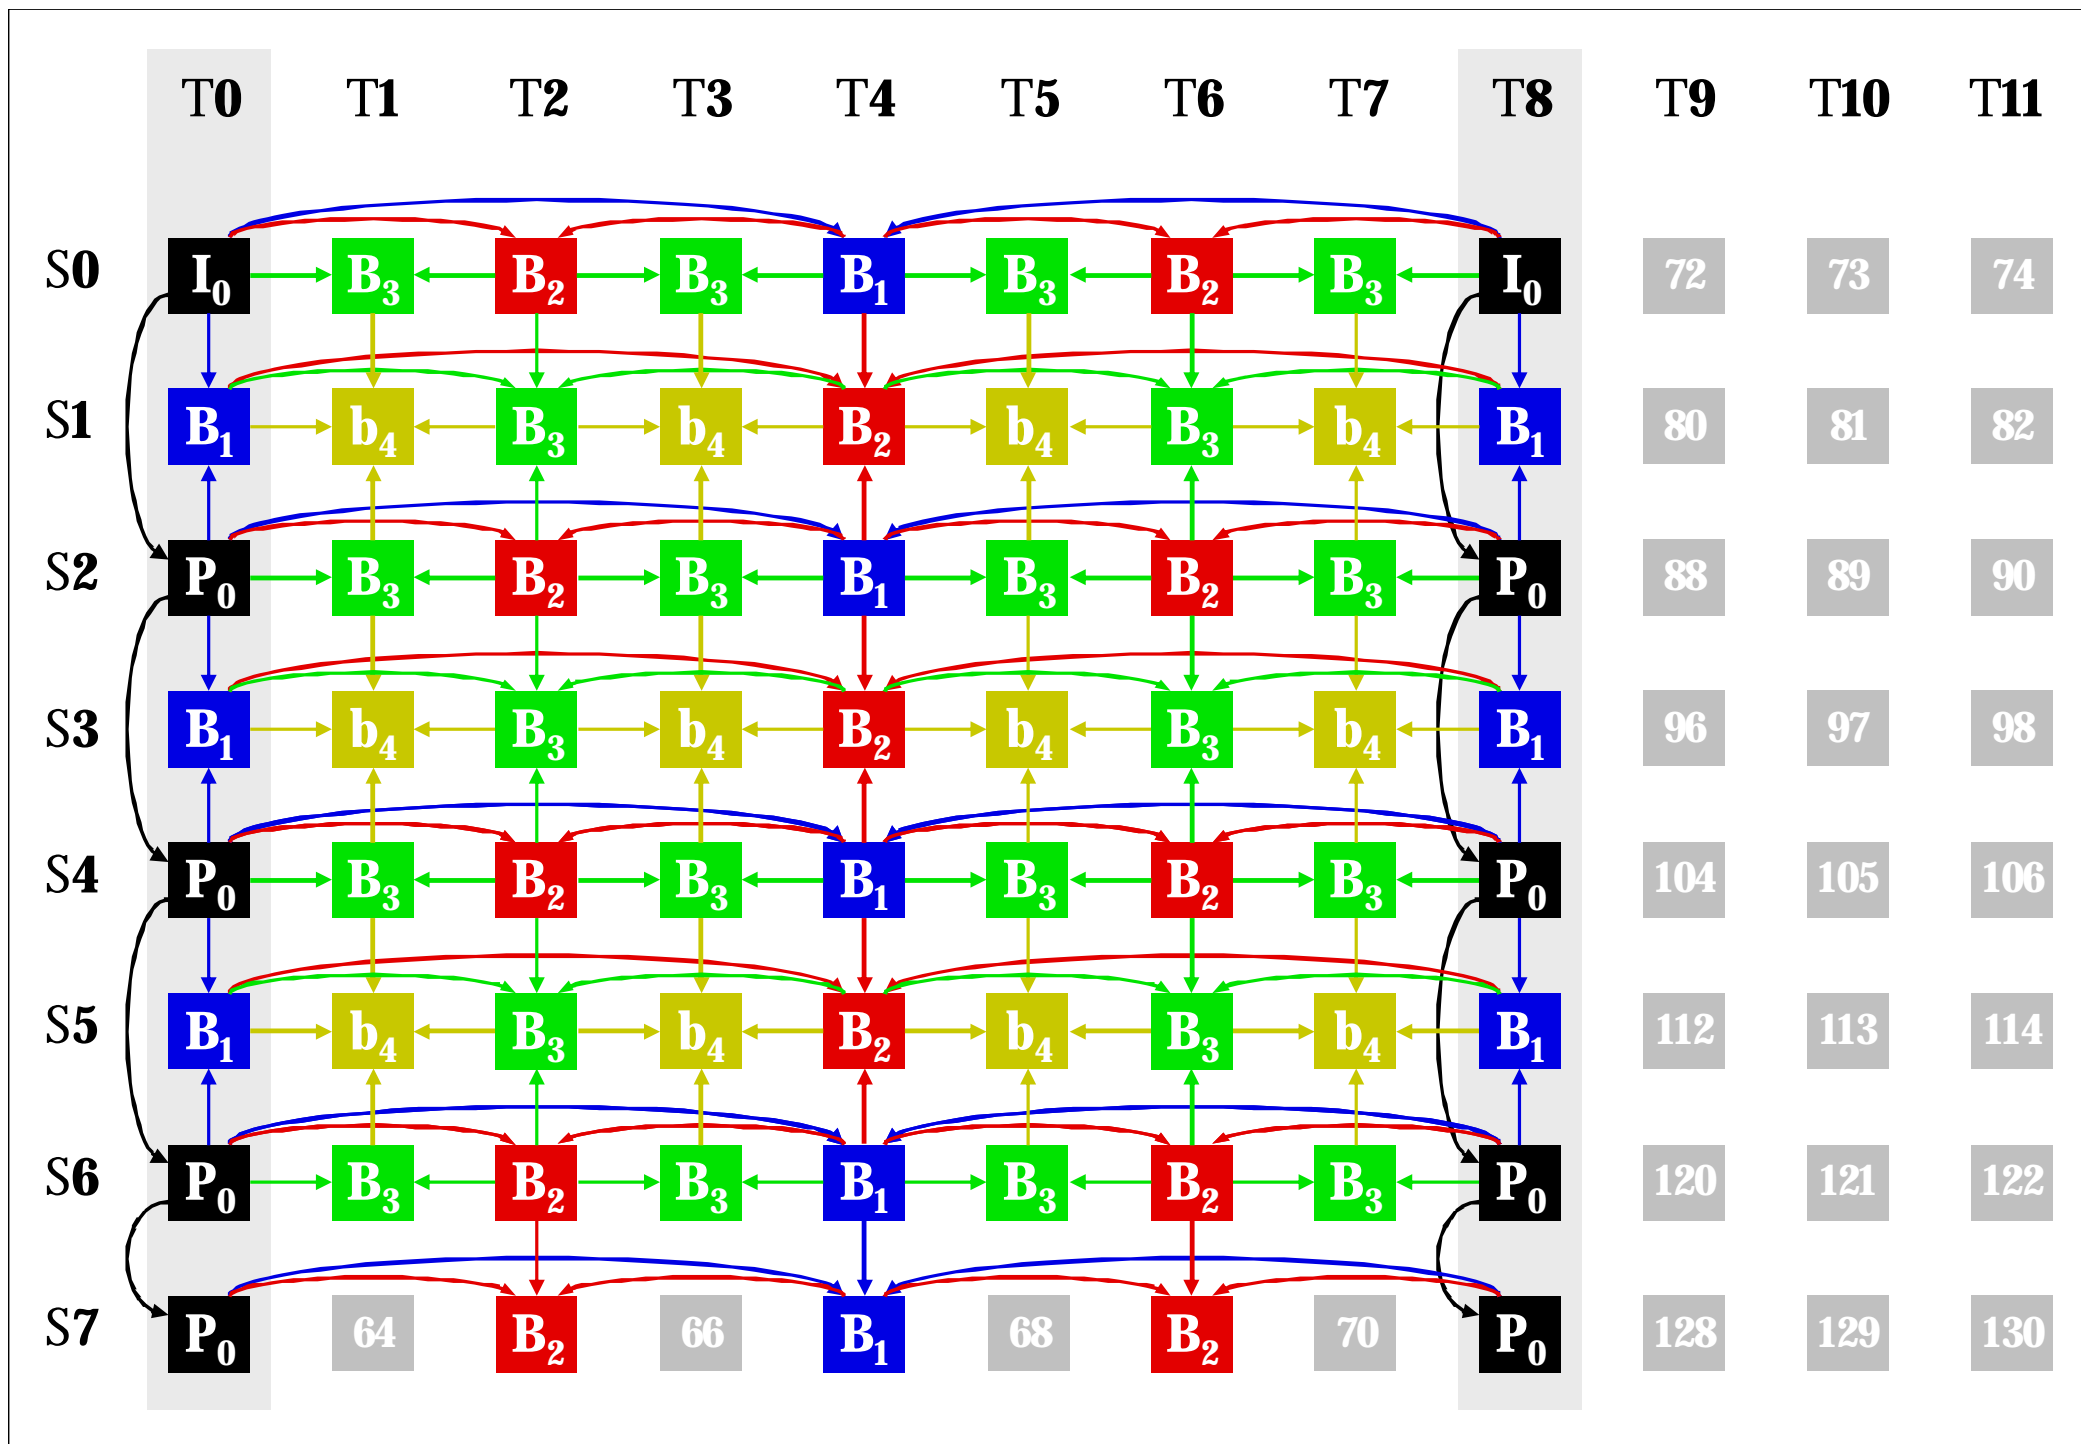 T0 T1 T2 T3 T4 T5 T6 T7 T8 T9 T10 T11
S0 I0 B3 B2 B3 B1 B3 B2 B3 I0 72 73 74
S1 B1 b4 B3 b4 B2 b4 B3 b4 B1 80 81 82
S2 P0 B3 B2 B3 B1 B3 B2 B3 P0 88 89 90
S3 B1 b4 B3 b4 B2 b4 B3 b4 B1 96 97 98
S4 P0 B3 B2 B3 B1 B3 B2 B3 P0 104 105 106
S5 B1 b4 B3 b4 B2 b4 B3 b4 B1 112 113 114
S6 P0 B3 B2 B3 B1 B3 B2 B3 P0 120 121 122
S7 P0 64 B2 66 B1 68 B2 70 P0 128 129 130